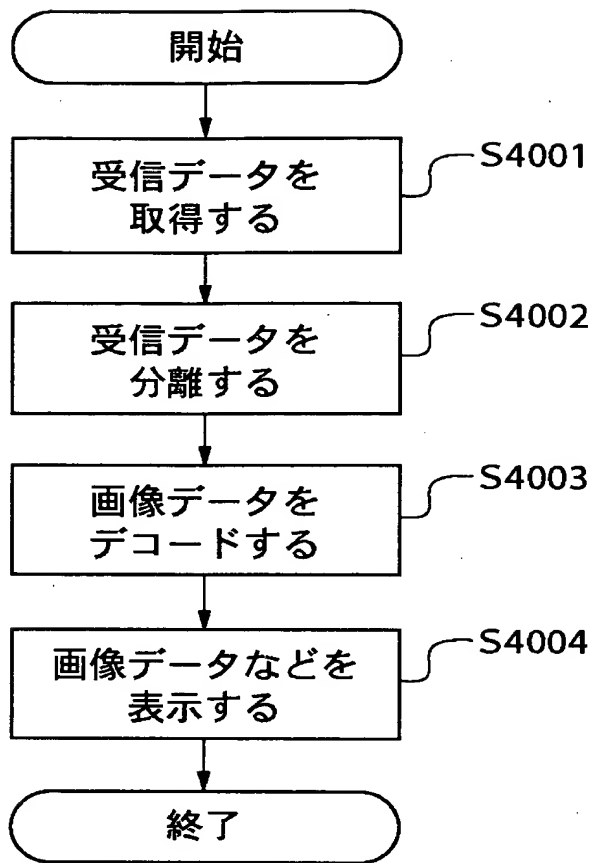 開始
受信データを
取得する
S4001
受信データを
分離する
S4002
画像データを
デコードする
S4003
画像データなどを
表示する
S4004
終了